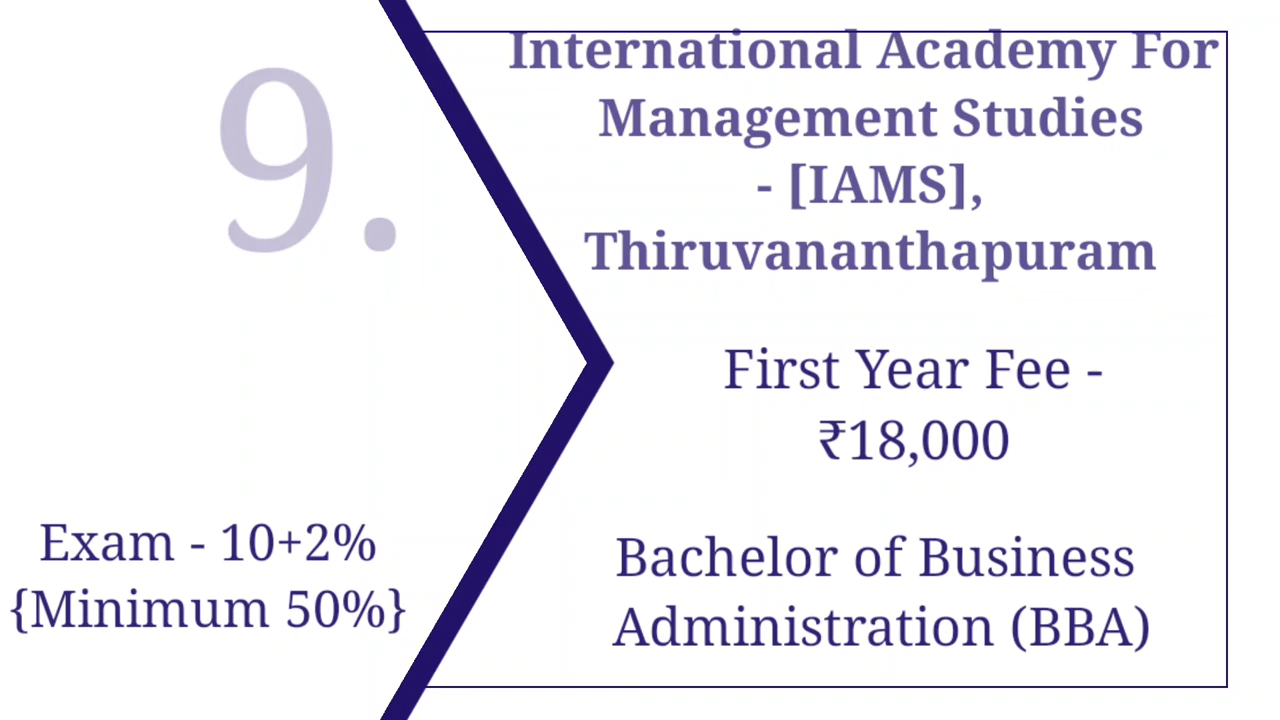 9.
International Academy For
Management Studies
- [IAMS],
Thiruvananthapuram
First Year Fee -
₹18,000
Exam - 10+2%
{Minimum 50%}
Bachelor of Business
Administration (BBA)